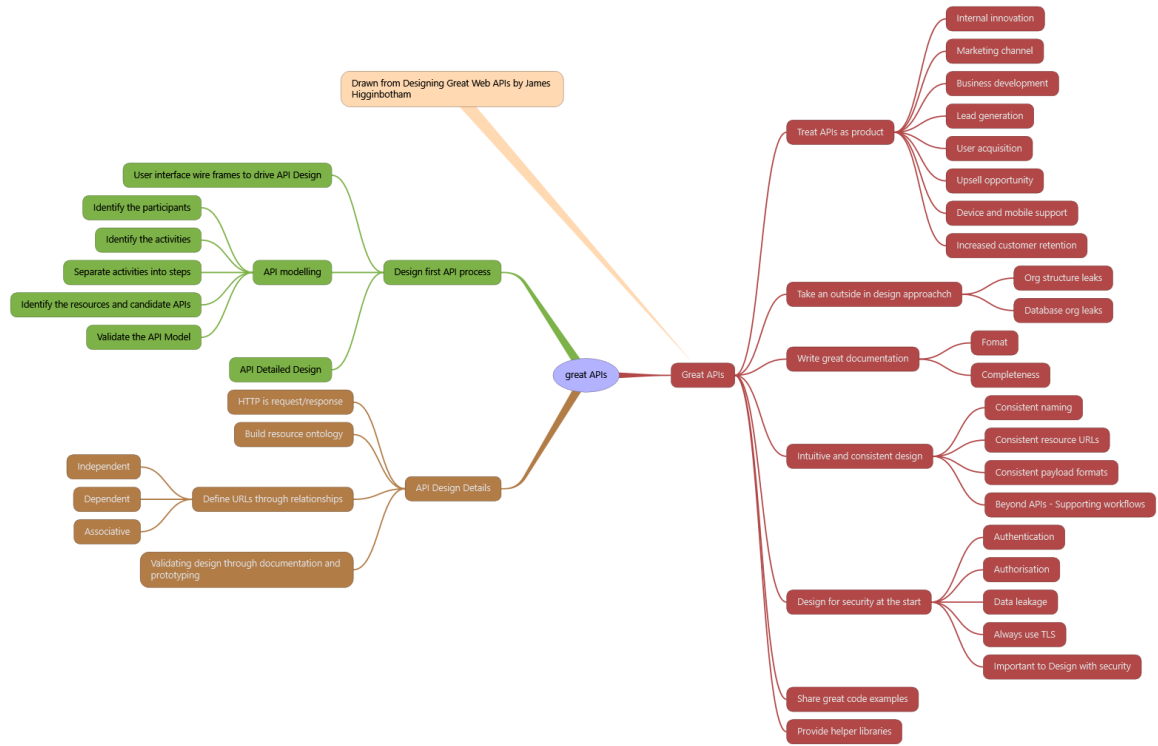 Drawn from Designing Great Web APIs by James
Higginbotham
great APIs
Design first API process
User interface wire frames to drive API Design
API modelling
Identify the participants
Identify the activities
Separate activities into steps
Identify the resources and candidate APIs
Validate the API Model
API Detailed Design
API Design Details
HTTP is request/response
Build resource ontology
Define URLs through relationships
Independent
Dependent
Associative
Validating design through documentation and
prototyping
Great APIs
Treat APIs as product
Internal innovation
Marketing channel
Business development
Lead generation
User acquisition
Upsell opportunity
Device and mobile support
Increased customer retention
Take an outside in design approachch
Org structure leaks
Database org leaks
Write great documentation
Fomat
Completeness
Intuitive and consistent design
Consistent naming
Consistent resource URLs
Consistent payload formats
Beyond APIs - Supporting workflows
Design for security at the start
Authentication
Authorisation
Data leakage
Always use TLS
Important to Design with security
Share great code examples
Provide helper libraries